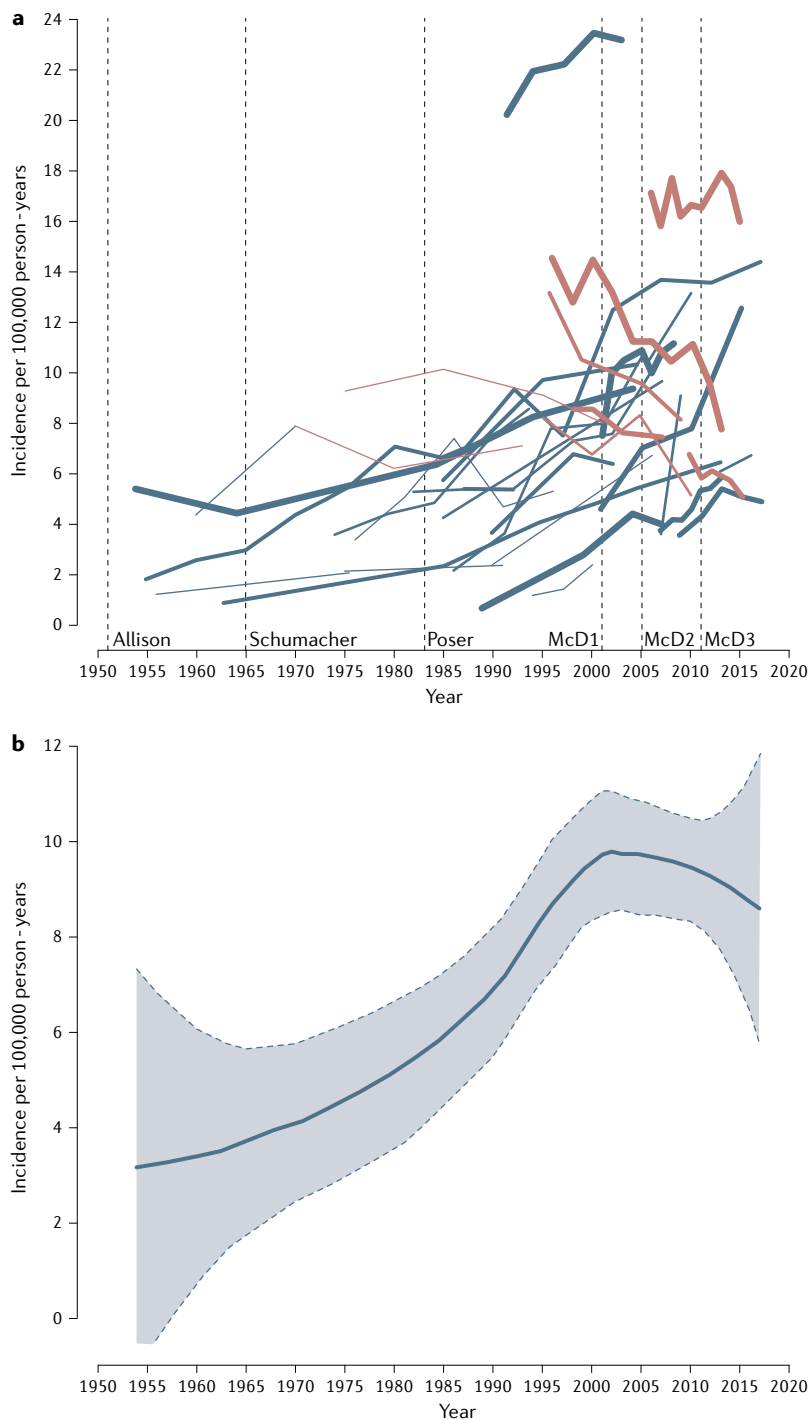 a
24
22
20
18
16
14
12
10
8
6
4
2
0
Incidence per 100,000 person-years
Allison
Schumacher
Poser
McD1
McD2
McD3
1950 1955 1960 1965 1970 1975 1980 1985 1990 1995 2000 2005 2010 2015 2020
Year
b
12
10
8
6
4
2
0
Incidence per 100,000 person-years
1950 1955 1960 1965 1970 1975 1980 1985 1990 1995 2000 2005 2010 2015 2020
Year